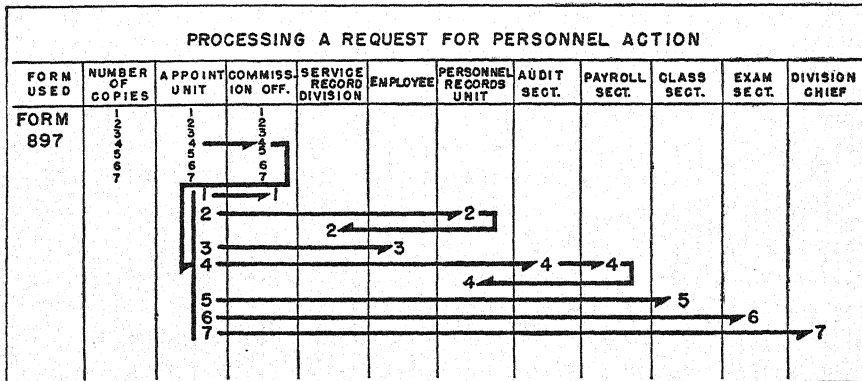 PROCESSING A REQUEST FOR PERSONNEL ACTION
FORM USED NUMBER OF COPIES APPOINT UNIT COMMISS-ION OFF. SERVICE RECORD DIVISION EMPLOYEE PERSONNEL RECORDS UNIT AUDIT SECT. PAYROLL SECT. CLASS SECT. EXAM SECT. DIVISION CHIEF
FORM 897
1 1 1
2 2 2
3 3 3
4 4 4
5 5 5
6 6 6
7 7 7
1 1
2 2
2
3 3
4 4 4
4
5 5
6 6
7 7